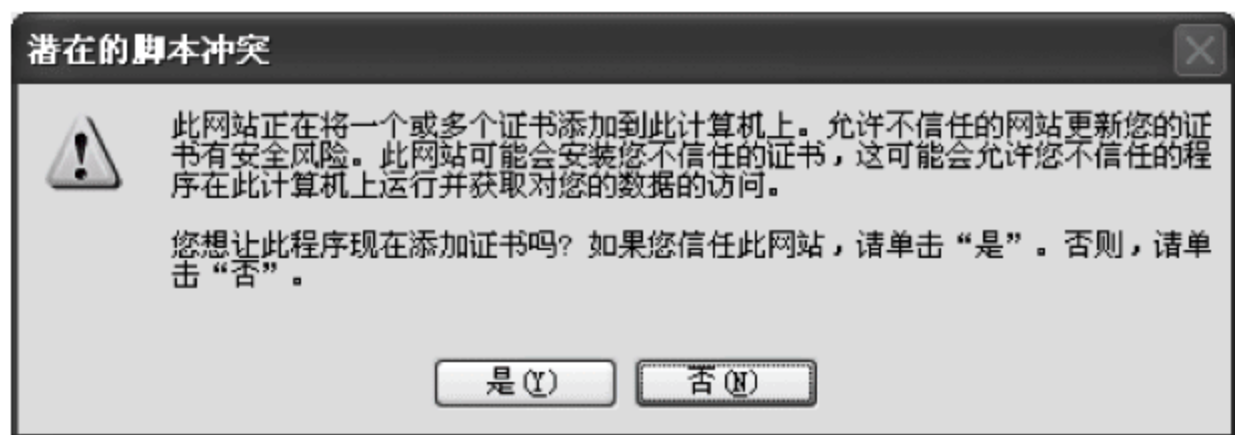 潜在的脚本冲突
此网站正在将一个或多个证书添加到此计算机上。允许不信任的网站更新您的证
书有安全风险。此网站可能会安装您不信任的证书，这可能会允许您不信任的程
序在此计算机上运行并获取对您的数据的访问。
您想让此程序现在添加证书吗? 如果您信任此网站，请单击“是”。否则，请单
击“否”。
是(Y) 否(N)